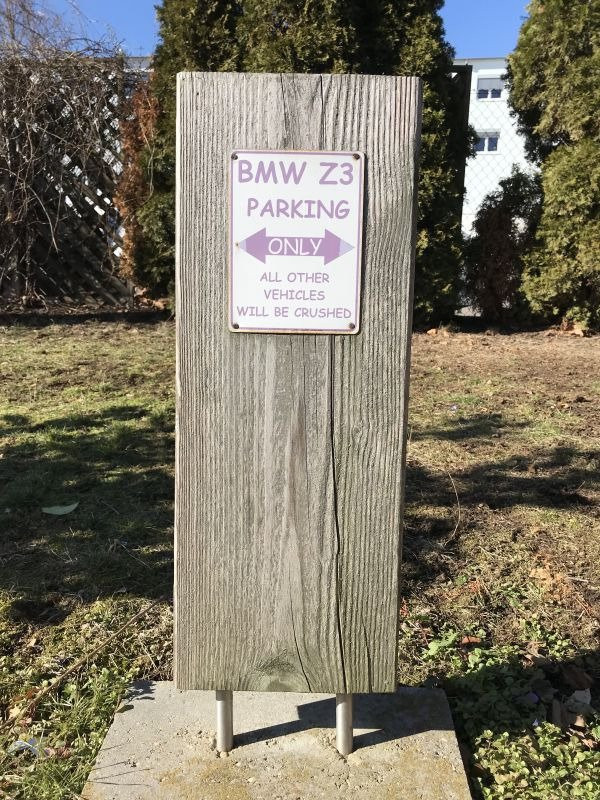 BMW Z3
PARKING
ONLY
ALL OTHER
VEHICLES
WILL BE CRUSHED